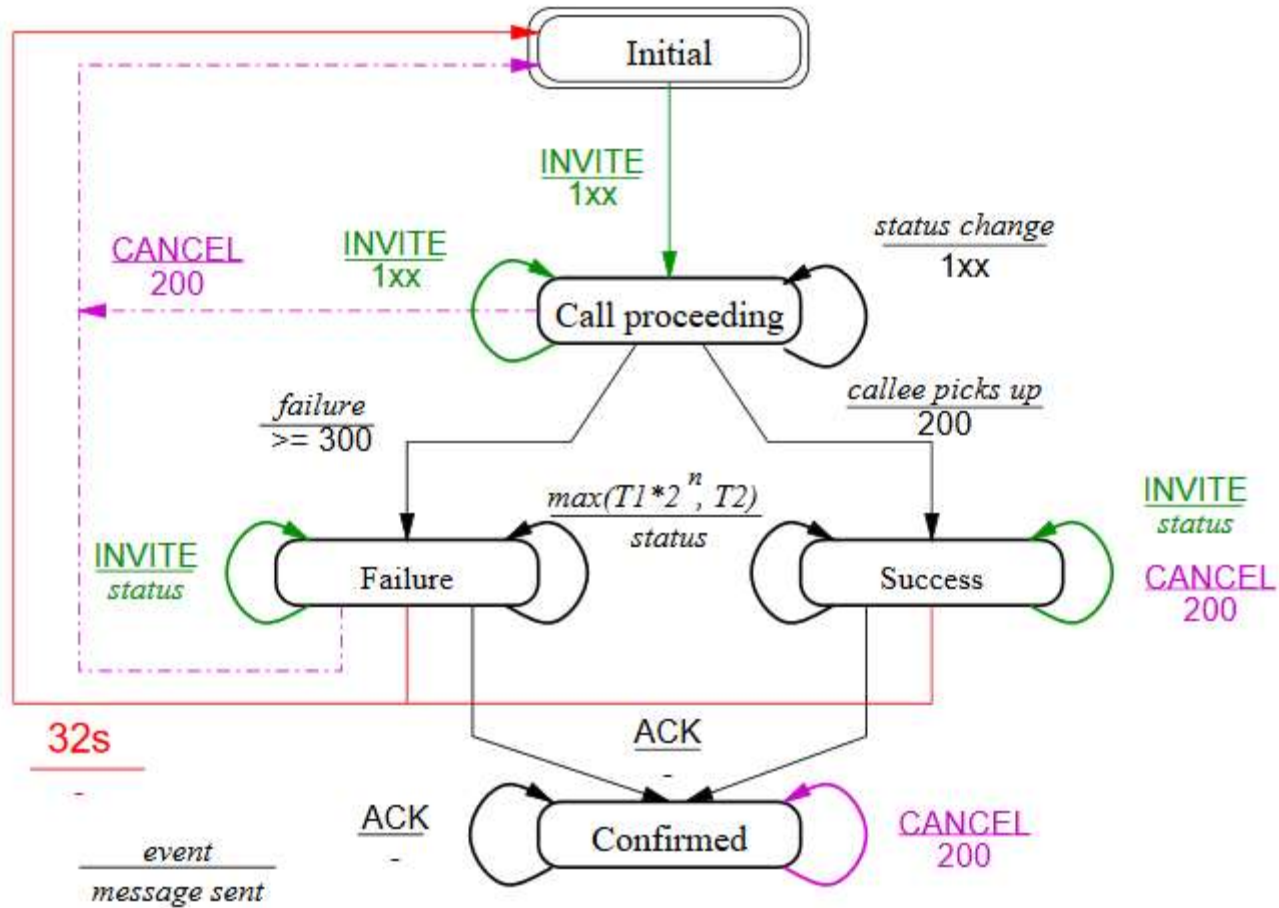 Initial
INVITE
1xx
status change
1xx
CANCEL
200
INVITE
1xx
Call proceeding
failure
>= 300
callee picks up
200
max(T1*2 n, T2)
status
INVITE
status
INVITE
status
Failure
Success
CANCEL
200
32s
-
ACK
-
ACK
-
Confirmed
CANCEL
200
event
message sent